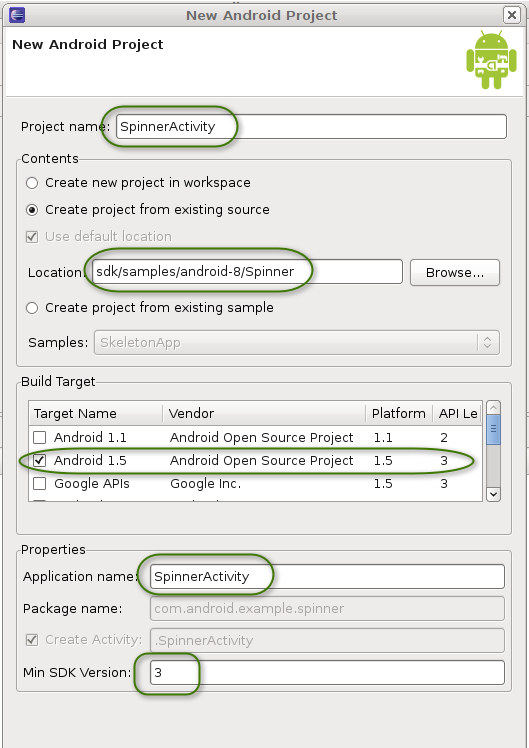 New Android Project
New Android Project
Project name: SpinnerActivity
Contents
Create new project in workspace
Create project from existing source
Use default location
Location: sdk/samples/android-8/Spinner Browse...
Create project from existing sample
Samples: SkeletonApp
Build Target
Target Name Vendor Platform API Le
Android 1.1 Android Open Source Project 1.1 2
Android 1.5 Android Open Source Project 1.5 3
Google APIs Google Inc. 1.5 3
Properties
Application name: SpinnerActivity
Package name: com.android.example.spinner
Create Activity: .SpinnerActivity
Min SDK Version: 3